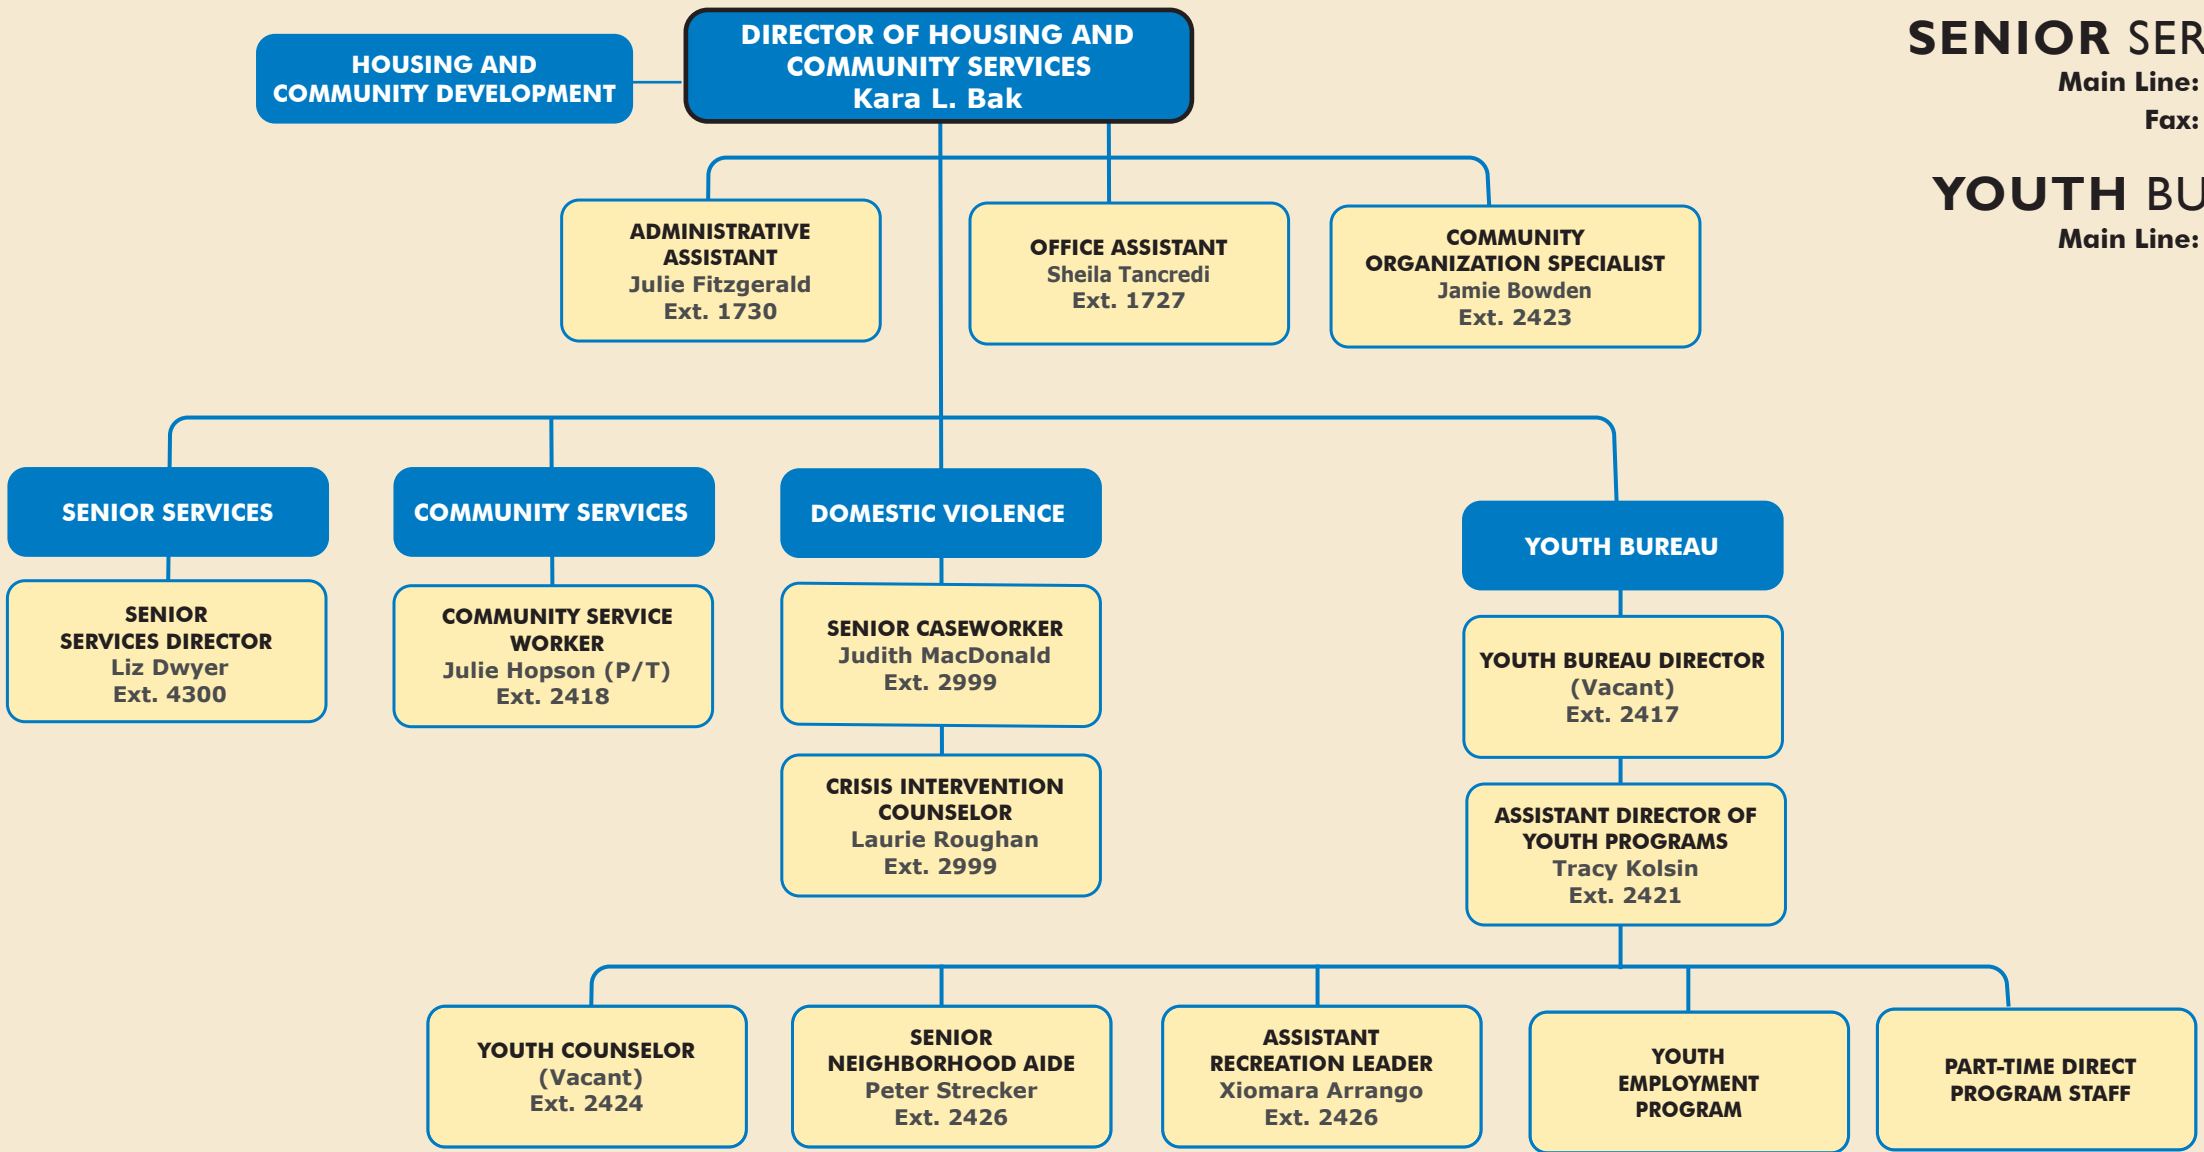 HOUSING AND
COMMUNITY DEVELOPMENT
DIRECTOR OF HOUSING AND
COMMUNITY SERVICES
Kara L. Bak
SENIOR SER
Main Line:
Fax:
YOUTH BU
Main Line:
ADMINISTRATIVE
ASSISTANT
Julie Fitzgerald
Ext. 1730
OFFICE ASSISTANT
Sheila Tancredi
Ext. 1727
COMMUNITY
ORGANIZATION SPECIALIST
Jamie Bowden
Ext. 2423
SENIOR SERVICES
COMMUNITY SERVICES
DOMESTIC VIOLENCE
YOUTH BUREAU
SENIOR
SERVICES DIRECTOR
Liz Dwyer
Ext. 4300
COMMUNITY SERVICE
WORKER
Julie Hopson (P/T)
Ext. 2418
SENIOR CASEWORKER
Judith MacDonald
Ext. 2999
YOUTH BUREAU DIRECTOR
(Vacant)
Ext. 2417
CRISIS INTERVENTION
COUNSELOR
Laurie Roughan
Ext. 2999
ASSISTANT DIRECTOR OF
YOUTH PROGRAMS
Tracy Kolsin
Ext. 2421
YOUTH COUNSELOR
(Vacant)
Ext. 2424
SENIOR
NEIGHBORHOOD AIDE
Peter Strecker
Ext. 2426
ASSISTANT
RECREATION LEADER
Xiomara Arrango
Ext. 2426
YOUTH
EMPLOYMENT
PROGRAM
PART-TIME DIRECT
PROGRAM STAFF